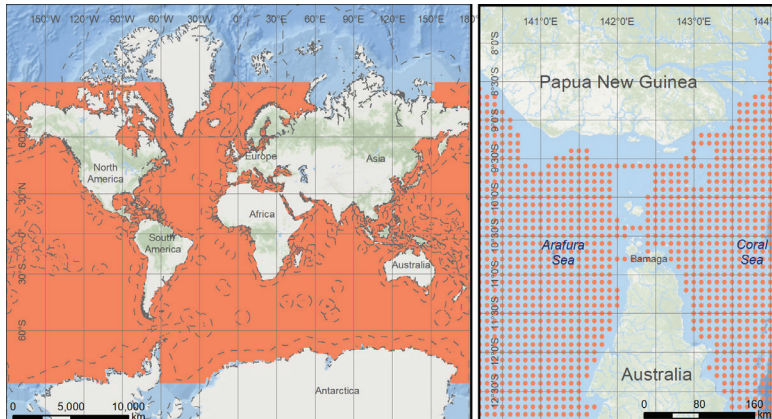 180° 150°W 120°W 90°W 60°W 30°W 0° 30°E 60°E 90°E 120°E 150°E 180°
60°N
30°N
0°
30°S
60°S
North
America
South
America
Europe
Africa
Asia
Australia
Antarctica
0 5,000 10,000
km
141°0'E 142°0'E 143°0'E 144
8°0'S
8°30'S
9°0'S
9°30'S
10°0'S
10°30'S
11°0'S
11°30'S
12°0'S
12°30'S
Papua New Guinea
Arafura
Sea
Coral
Sea
Bamaga
Australia
0 80 160
km